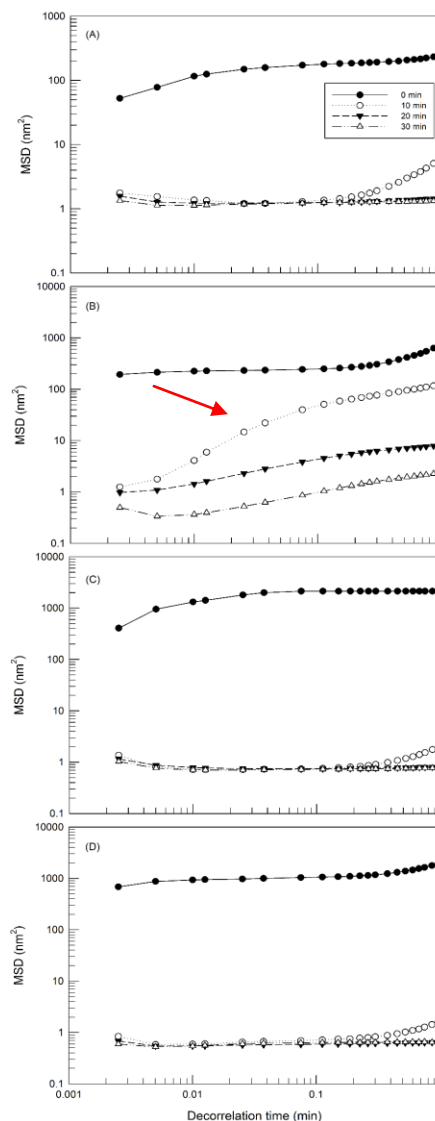 1000
(A)
100
0 min
10 min
20 min
30 min
MSD (nm²)
10
1
0.1
10000
(B)
1000
100
MSD (nm²)
10
1
0.1
10000
(C)
1000
100
MSD (nm²)
10
1
0.1
10000
(D)
1000
100
MSD (nm²)
10
1
0.1
0.001 0.01 0.1
Decorrelation time (min)